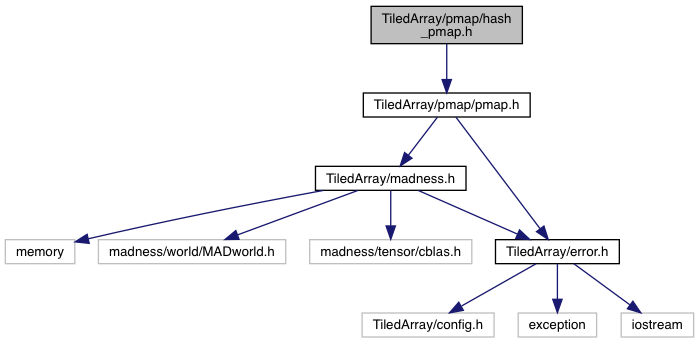 TiledArray/pmap/hash
_pmap.h
TiledArray/pmap/pmap.h
TiledArray/madness.h
memory
madness/world/MADworld.h
madness/tensor/cblas.h
TiledArray/error.h
TiledArray/config.h
exception
iostream